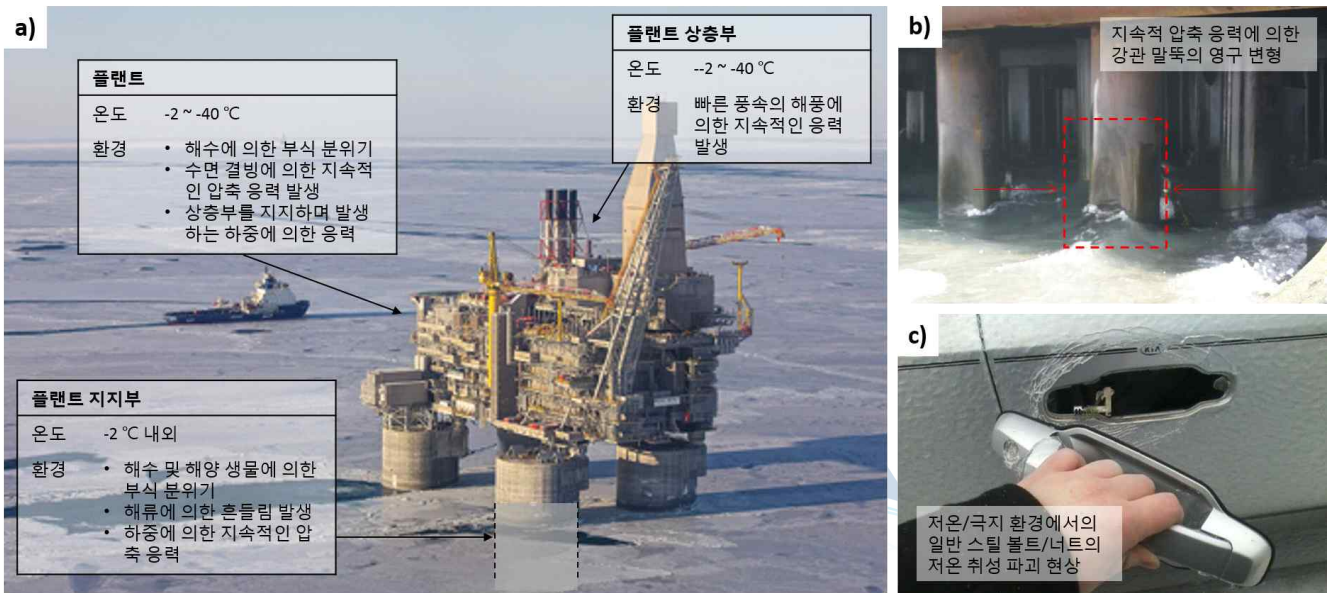 a)
플랜트
온도 -2 ~ -40 ℃
환경 • 해수에 의한 부식 분위기
• 수면 결빙에 의한 지속적
인 압축 응력 발생
• 상층부를 지지하며 발생
하는 하중에 의한 응력
플랜트 상층부
온도 --2 ~ -40 ℃
환경 빠른 풍속의 해풍에
의한 지속적인 응력
발생
플랜트 지지부
온도 -2 ℃ 내외
환경 • 해수 및 해양 생물에 의한
부식 분위기
• 해류에 의한 흔들림 발생
• 하중에 의한 지속적인 압
축 응력
b)
지속적 압축 응력에 의한
강관 말뚝의 영구 변형
c)
KIA
저온/극지 환경에서의
일반 스틸 볼트/너트의
저온 취성 파괴 현상